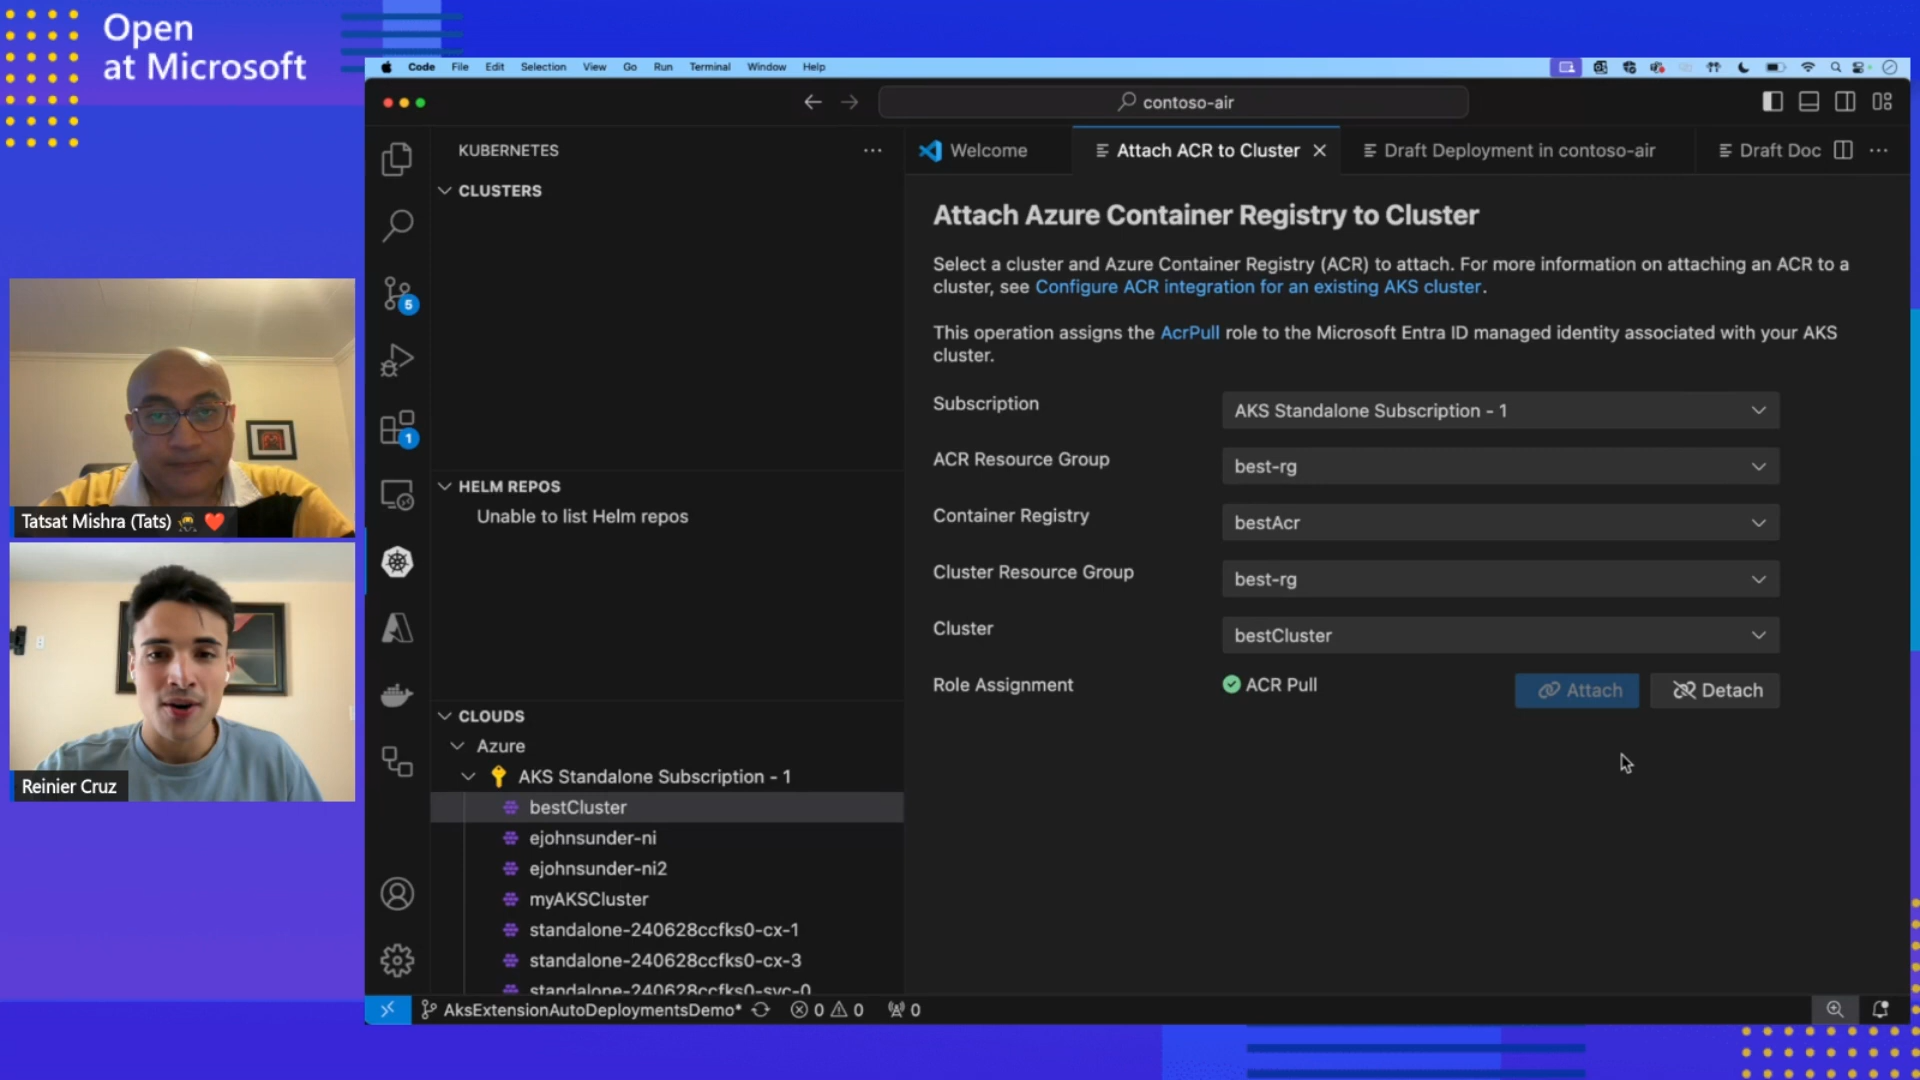 Open
at Microsoft
Code File Edit Selection View Go Run Terminal Window Help
contoso-air
KUBERNETES
Welcome
Attach ACR to Cluster
Draft Deployment in contoso-air
Draft Doc
CLUSTERS
Attach Azure Container Registry to Cluster
Select a cluster and Azure Container Registry (ACR) to attach. For more information on attaching an ACR to a
cluster, see Configure ACR integration for an existing AKS cluster.
This operation assigns the AcrPull role to the Microsoft Entra ID managed identity associated with your AKS
cluster.
Subscription
AKS Standalone Subscription - 1
ACR Resource Group
best-rg
Container Registry
bestAcr
Cluster Resource Group
best-rg
Cluster
bestCluster
Role Assignment
ACR Pull
Attach
Detach
5
1
HELM REPOS
Unable to list Helm repos
CLOUDS
Azure
AKS Standalone Subscription - 1
bestCluster
ejohnsunder-ni
ejohnsunder-ni2
myAKSCluster
standalone-240628ccfks0-cx-1
standalone-240628ccfks0-cx-3
standalone-240628ccfks0-svc-0
AksExtensionAutoDeploymentsDemo* 0 0 0
Tatsat Mishra (Tats) 🥷 ❤️
Reinier Cruz